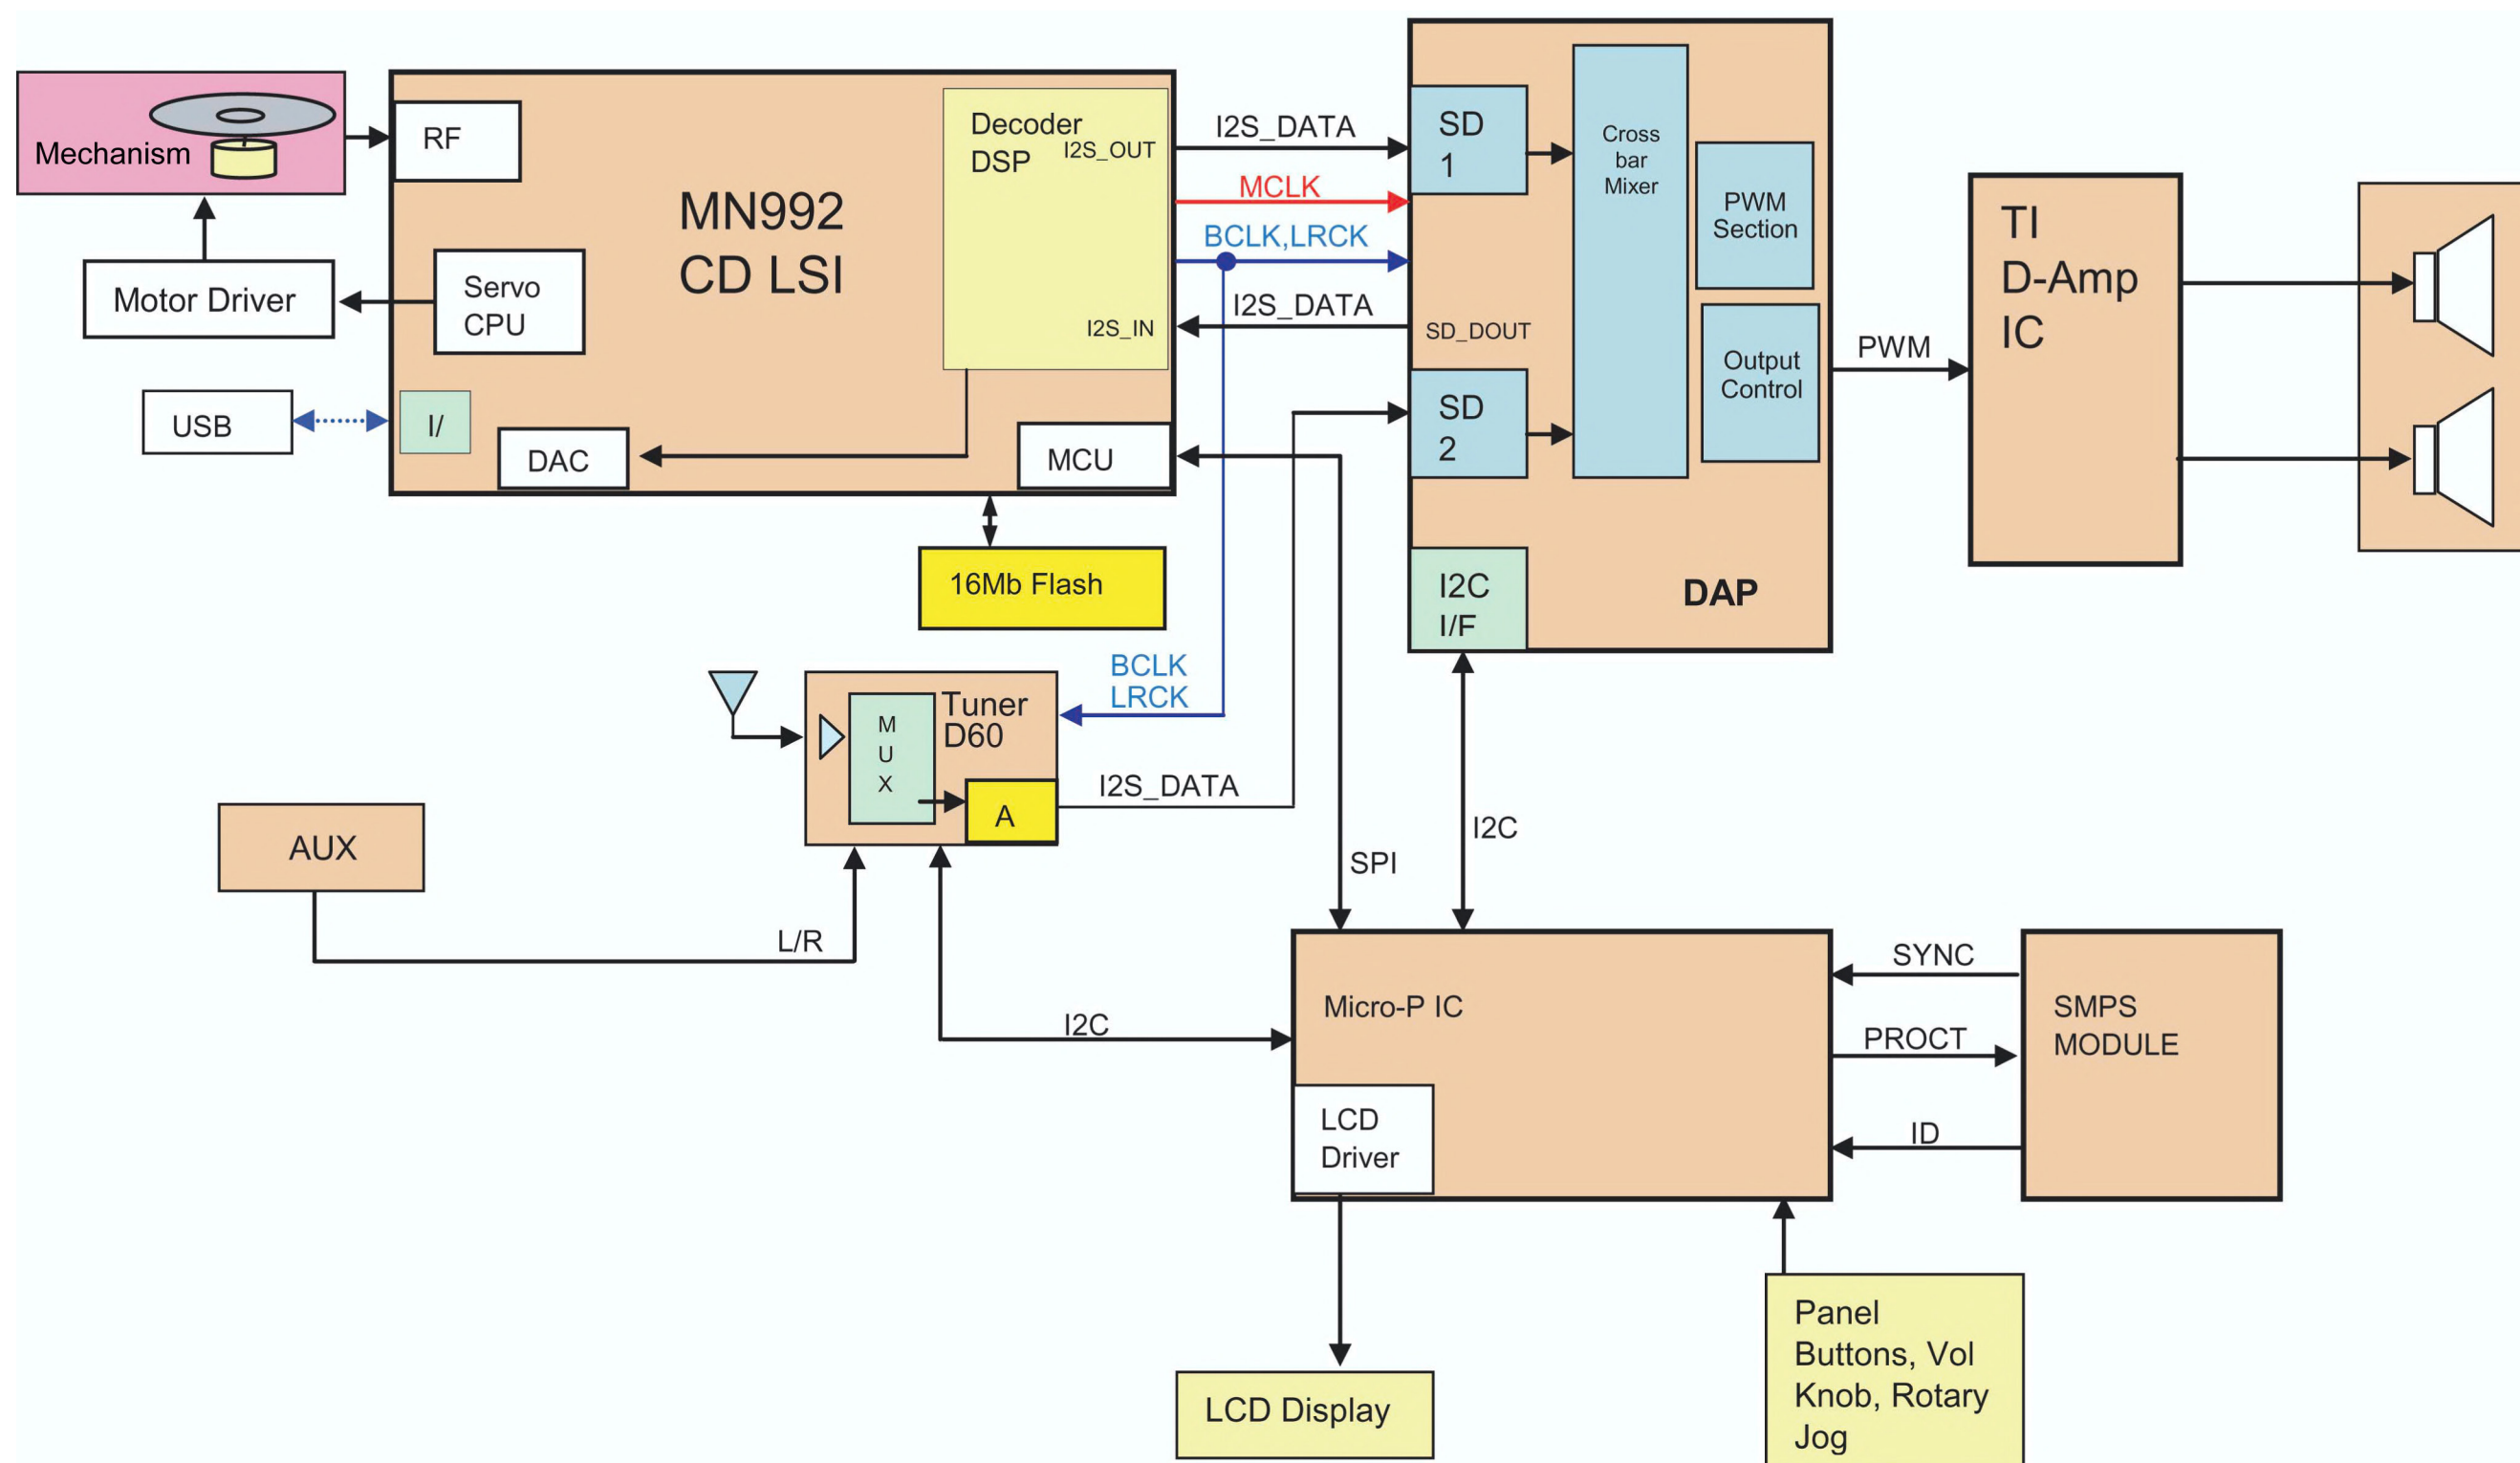 Mechanism
RF
MN992
CD LSI
Decoder
DSP
I2S_OUT
I2S_IN
Servo
CPU
Motor Driver
USB
I/
DAC
MCU
16Mb Flash
I2S_DATA
MCLK
BCLK,LRCK
I2S_DATA
SD
1
SD_DOUT
SD
2
Cross
bar
Mixer
PWM
Section
Output
Control
I2C
I/F
DAP
PWM
TI
D-Amp
IC
BCLK
LRCK
M
U
X
Tuner
D60
A
I2S_DATA
AUX
L/R
I2C
SPI
I2C
Micro-P IC
LCD
Driver
SYNC
PROCT
ID
SMPS
MODULE
LCD Display
Panel
Buttons, Vol
Knob, Rotary
Jog